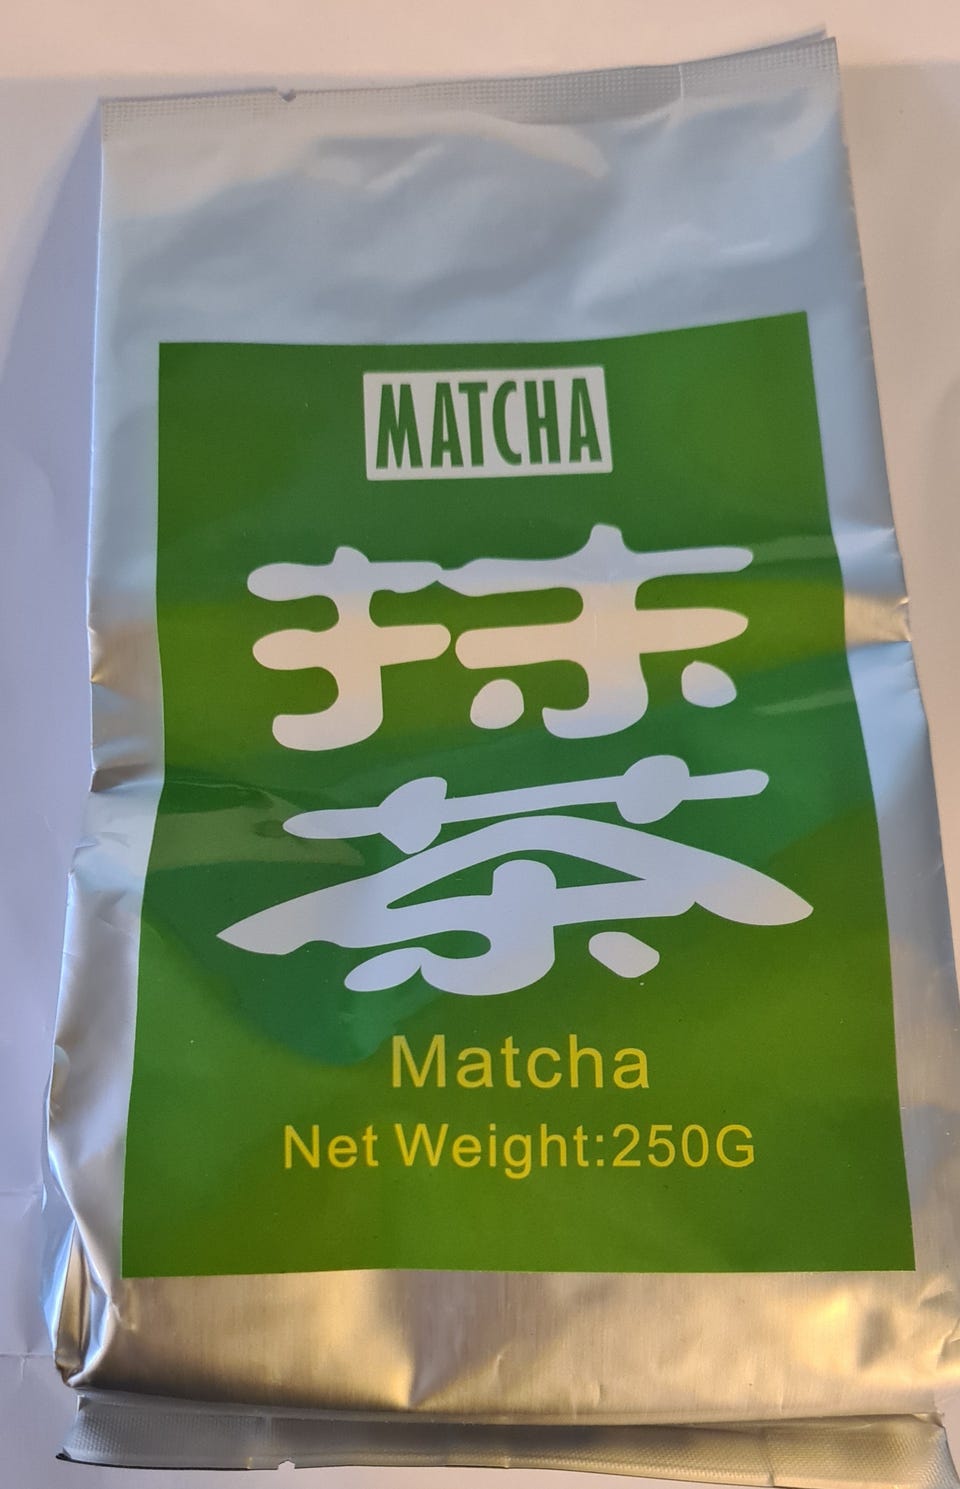 MATCHA
抹
茶
Matcha
Net Weight:250G